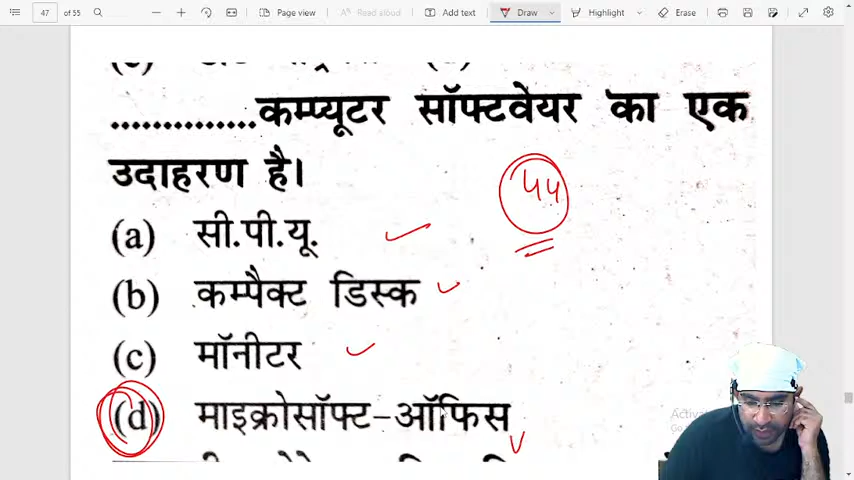 47 of 55 Page view Read aloud Add text Draw Highlight Erase
..............कम्प्यूटर सॉफ्टवेयर का एक
उदाहरण है।
44
(a) सी.पी.यू.
(b) कम्पैक्ट डिस्क
(c) मॉनीटर
(d) माइक्रोसॉफ्ट-ऑफिस